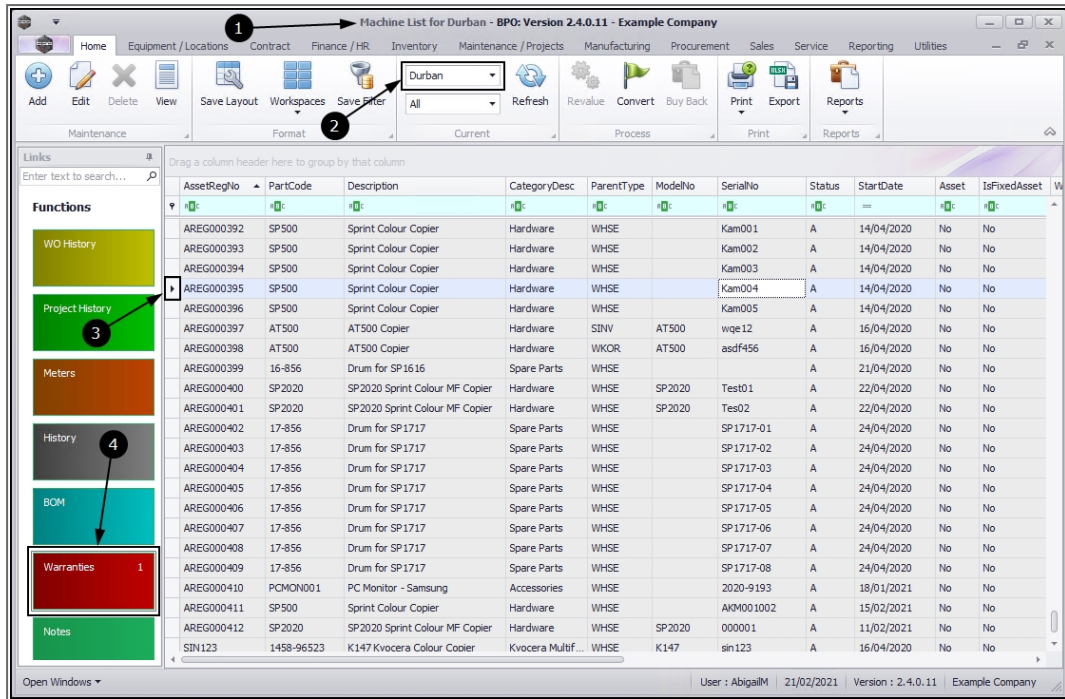 1
Machine List for Durban - BPO: Version 2.4.0.11 - Example Company
Home Equipment / Locations Contract Finance / HR Inventory Maintenance / Projects Manufacturing Procurement Sales Service Reporting Utilities
Add Edit Delete View Save Layout Workspaces Save Filter Durban All Refresh Revalue Convert Buy Back Print Export Reports
2
Maintenance Format Current Process Print Reports
Links
Enter text to search...
Functions
WO History
Project History
3
Meters
History
4
BOM
Warranties 1
Notes
Drag a column header here to group by that column
AssetRegNo PartCode Description CategoryDesc ParentType ModelNo SerialNo Status StartDate Asset IsFixedAsset W
AREG000392 SP500 Sprint Colour Copier Hardware WHSE Kam001 A 14/04/2020 No No
AREG000393 SP500 Sprint Colour Copier Hardware WHSE Kam002 A 14/04/2020 No No
AREG000394 SP500 Sprint Colour Copier Hardware WHSE Kam003 A 14/04/2020 No No
AREG000395 SP500 Sprint Colour Copier Hardware WHSE Kam004 A 14/04/2020 No No
AREG000396 SP500 Sprint Colour Copier Hardware WHSE Kam005 A 14/04/2020 No No
AREG000397 AT500 AT500 Copier Hardware SINV AT500 wqe12 A 16/04/2020 No No
AREG000398 AT500 AT500 Copier Hardware WKOR AT500 asdf456 A 16/04/2020 No No
AREG000399 16-856 Drum for SP1616 Spare Parts WHSE A 21/04/2020 No No
AREG000400 SP2020 SP2020 Sprint Colour MF Copier Hardware WHSE SP2020 Test01 A 22/04/2020 No No
AREG000401 SP2020 SP2020 Sprint Colour MF Copier Hardware WHSE SP2020 Tes02 A 22/04/2020 No No
AREG000402 17-856 Drum for SP1717 Spare Parts WHSE SP1717-01 A 24/04/2020 No No
AREG000403 17-856 Drum for SP1717 Spare Parts WHSE SP1717-02 A 24/04/2020 No No
AREG000404 17-856 Drum for SP1717 Spare Parts WHSE SP1717-03 A 24/04/2020 No No
AREG000405 17-856 Drum for SP1717 Spare Parts WHSE SP1717-04 A 24/04/2020 No No
AREG000406 17-856 Drum for SP1717 Spare Parts WHSE SP1717-05 A 24/04/2020 No No
AREG000407 17-856 Drum for SP1717 Spare Parts WHSE SP1717-06 A 24/04/2020 No No
AREG000408 17-856 Drum for SP1717 Spare Parts WHSE SP1717-07 A 24/04/2020 No No
AREG000409 17-856 Drum for SP1717 Spare Parts WHSE SP1717-08 A 24/04/2020 No No
AREG000410 PCMON001 PC Monitor - Samsung Accessories WHSE 2020-9193 A 18/01/2021 No No
AREG000411 SP500 Sprint Colour Copier Hardware WHSE AKM001002 A 15/02/2021 No No
AREG000412 SP2020 SP2020 Sprint Colour MF Copier Hardware WHSE SP2020 000001 A 11/02/2021 No No
SIN123 1458-96523 K147 Kyocera Colour Copier Kyocera Multif... WHSE K147 sin123 A 16/04/2020 No No
Open Windows User : AbigailM 21/02/2021 Version : 2.4.0.11 Example Company